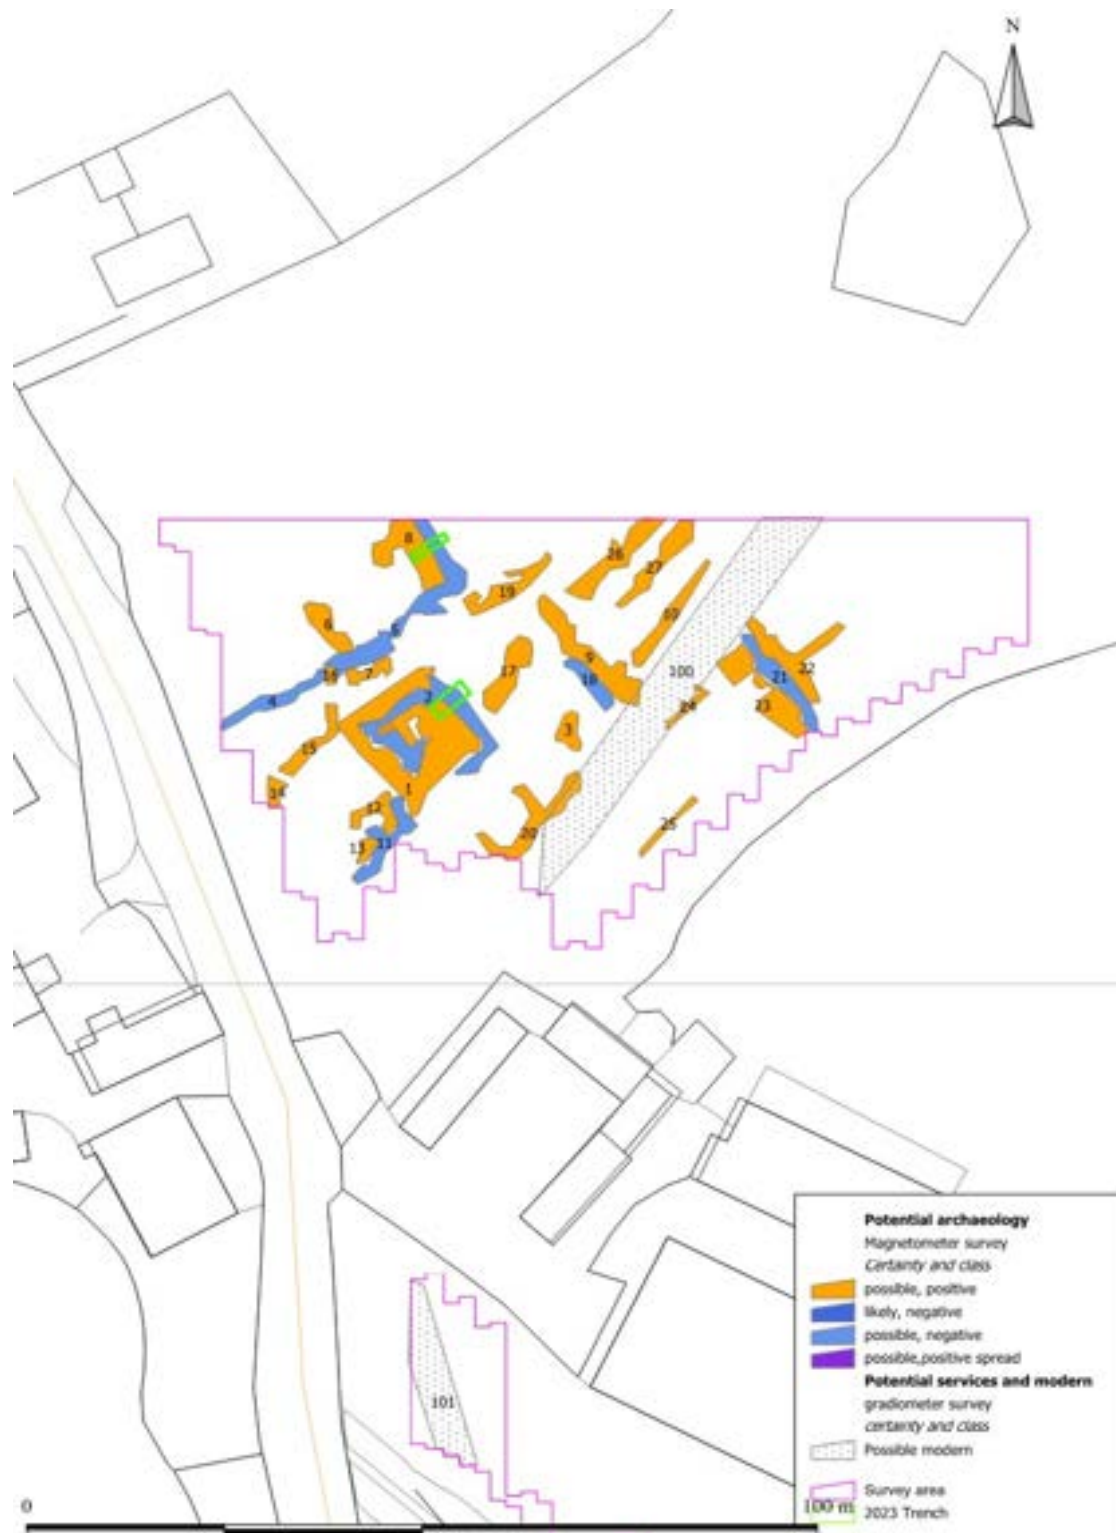 N
8
26
27
19
10
6
5
9
22
16
7
17
18
100
21
4
2
24
23
3
15
14
1
12
20
25
13
11
Potential archaeology
Magnetometer survey
Certainty and class
possible, positive
likely, negative
possible, negative
possible,positive spread
Potential services and modern
gradiometer survey
certainty and class
Possible modern
101
Survey area
0
100 m
2023 Trench